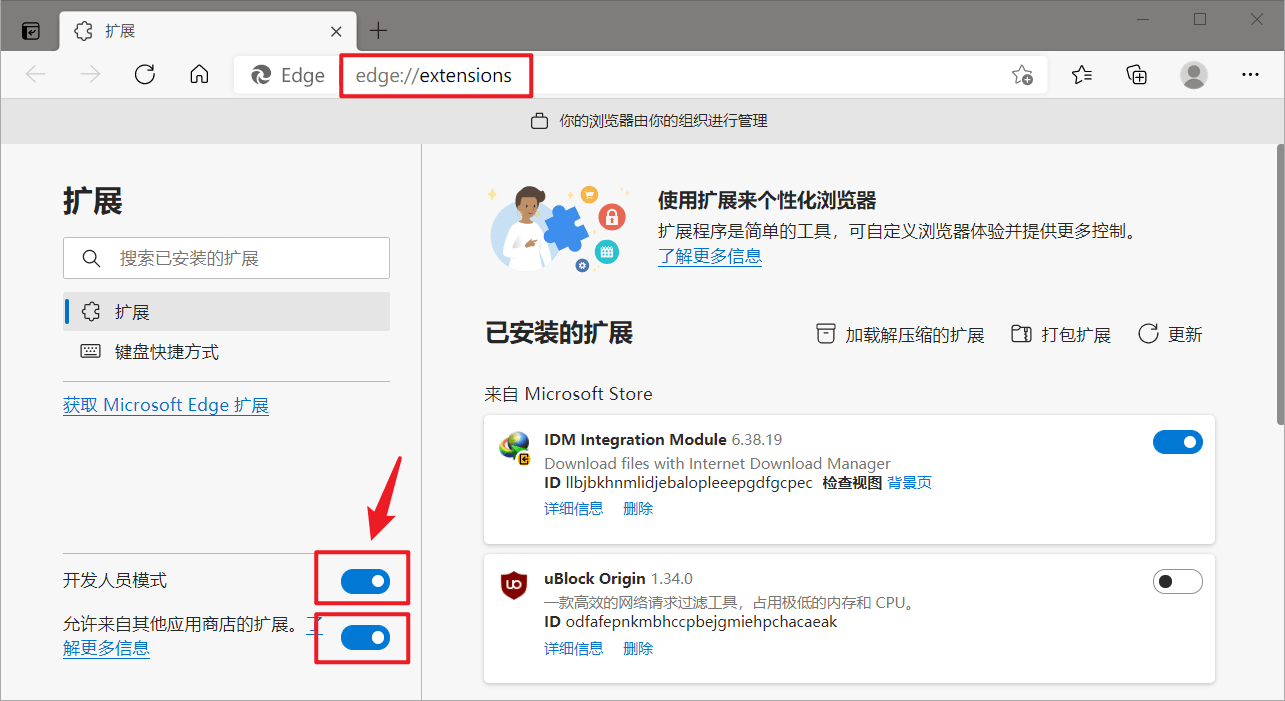 扩展
Edge edge://extensions
你的浏览器由你的组织进行管理
扩展
搜索已安装的扩展
扩展
键盘快捷方式
获取 Microsoft Edge 扩展
开发人员模式
允许来自其他应用商店的扩展。了
解更多信息
使用扩展来个性化浏览器
扩展程序是简单的工具，可自定义浏览器体验并提供更多控制。
了解更多信息
已安装的扩展
加载解压缩的扩展 打包扩展 更新
来自 Microsoft Store
IDM Integration Module 6.38.19
Download files with Internet Download Manager
ID llbjbkhnmlidjebalopleeepgdfgcpec 检查视图 背景页
详细信息 删除
uBlock Origin 1.34.0
一款高效的网络请求过滤工具，占用极低的内存和 CPU。
ID odfafepnkmbhccpbejgmiehpchacaeak
详细信息 删除